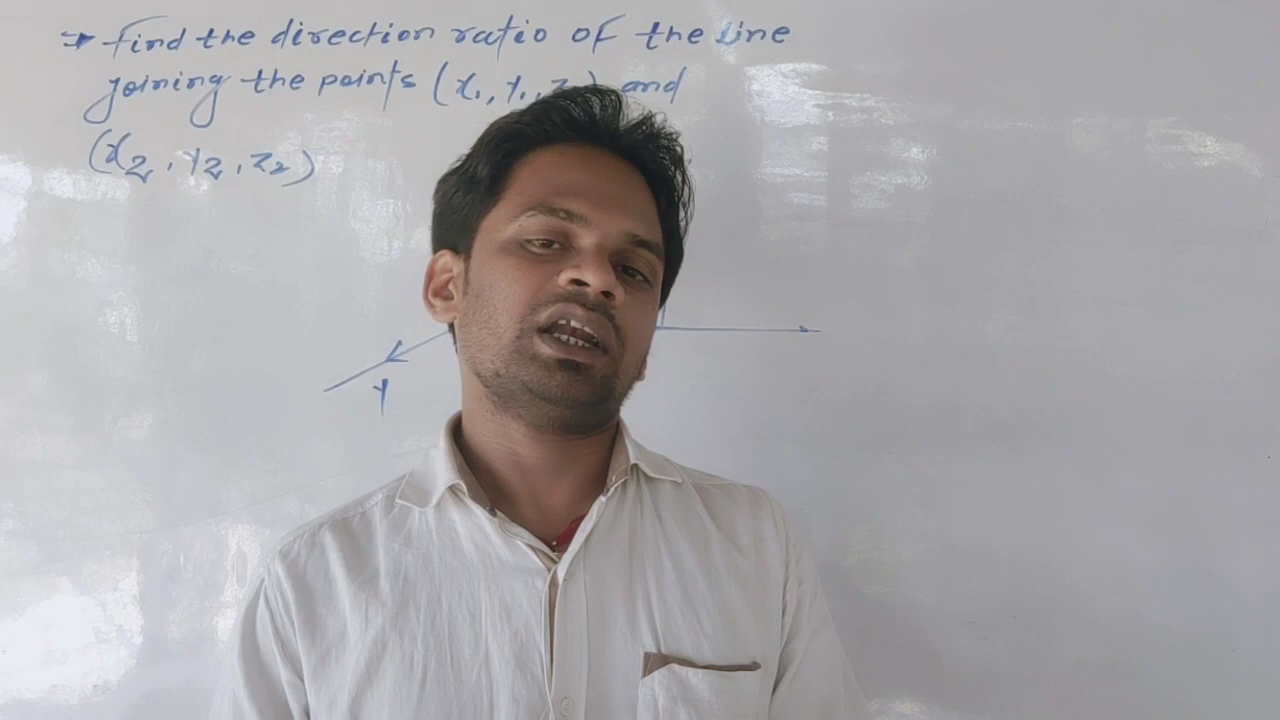 → Find the direction ratio of the line
joining the points (x₁, y₁, z₁) and
(x₂, y₂, z₂)
Y